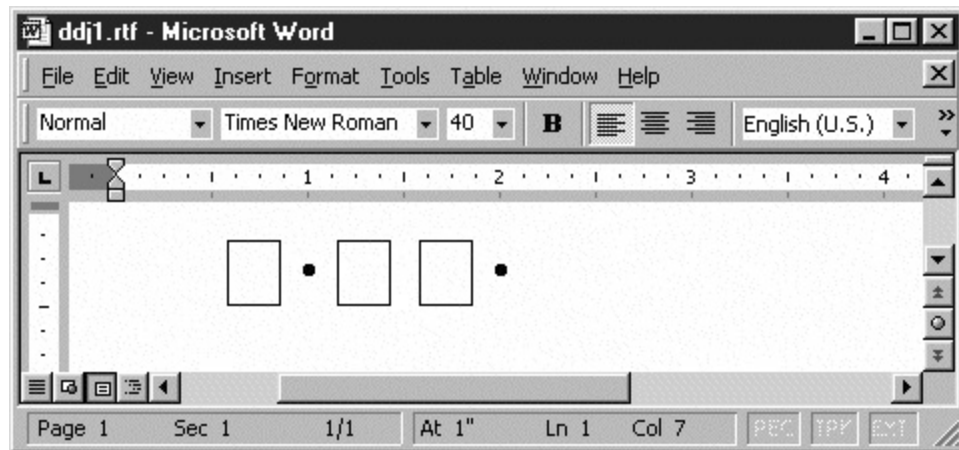 ddj1.rtf - Microsoft Word
File Edit View Insert Format Tools Table Window Help
Normal Times New Roman 40 B English (U.S.) »
L 1 2 3 4
□ • □ □ •
Page 1 Sec 1 1/1 At 1" Ln 1 Col 7 REC TRK EXT